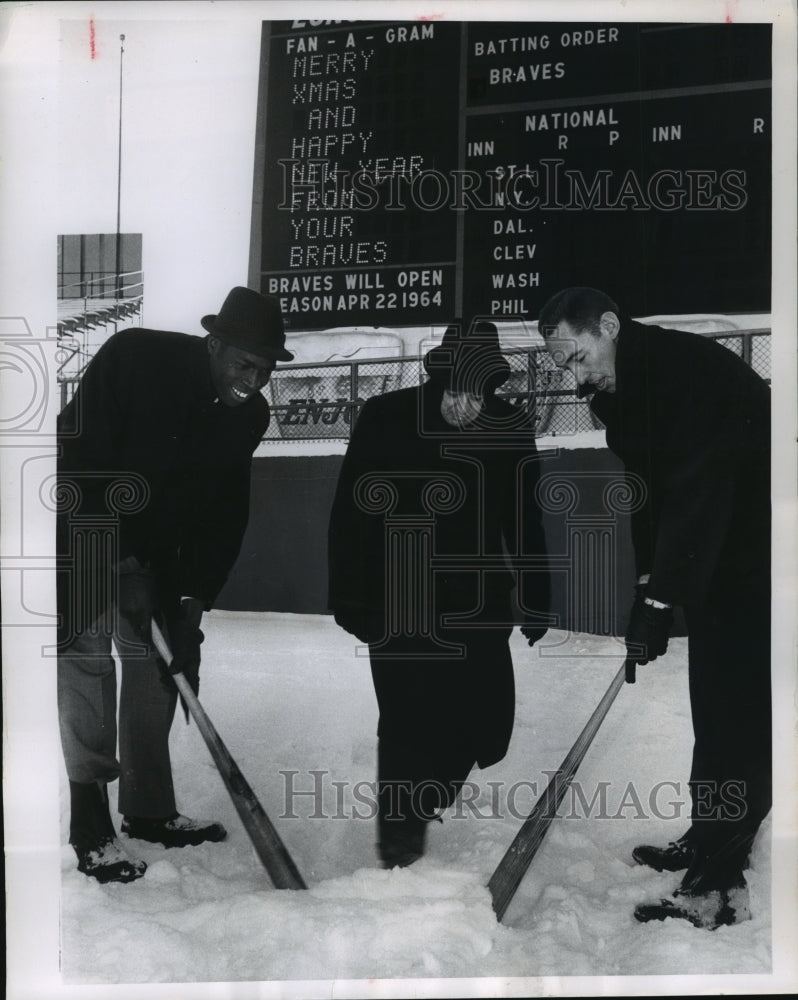 FAN - A - GRAM
MERRY
XMAS
AND
HAPPY
NEW YEAR
FROM
YOUR
BRAVES
BRAVES WILL OPEN
SEASON APR 22 1964
BATTING ORDER
BRAVES
NATIONAL
INN R P INN R
ST.L
N.Y.
DAL.
CLEV
WASH
PHIL
ENJO
HISTORICIMAGES
HISTORICIMAGES